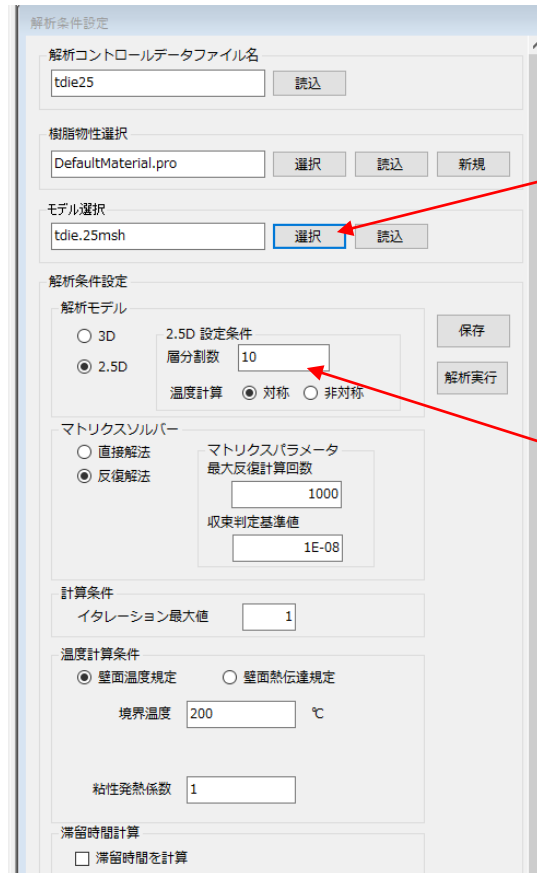 解析条件設定
解析コントロールデータファイル名
tdie25 読込
樹脂物性選択
DefaultMaterial.pro 選択 読込 新規
モデル選択
tdie.25msh 選択 読込
解析条件設定
解析モデル
3D
2.5D
2.5D 設定条件
層分割数 10
温度計算 対称 非対称
保存
解析実行
マトリクスソルバー
直接解法
反復解法
マトリクスパラメータ
最大反復計算回数
1000
収束判定基準値
1E-08
計算条件
イタレーション最大値 1
温度計算条件
壁面温度規定 壁面熱伝達規定
境界温度 200 ℃
粘性発熱係数 1
滞留時間計算
滞留時間を計算